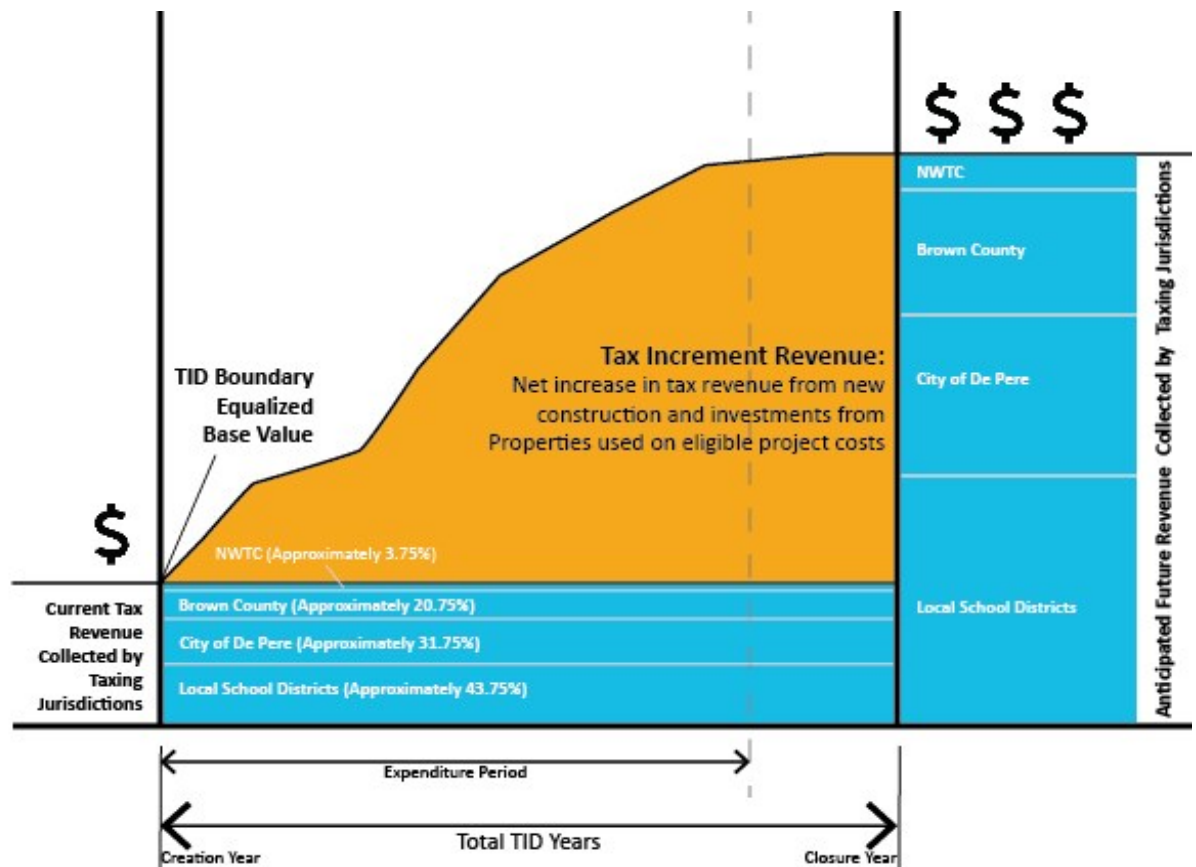 $
$ $ $
NWTC
Brown County
City of De Pere
Local School Districts
Anticipated Future Revenue Collected by Taxing Jurisdictions
TID Boundary
Equalized
Base Value
Tax Increment Revenue:
Net increase in tax revenue from new
construction and investments from
Properties used on eligible project costs
NWTC (Approximately 3.75%)
Brown County (Approximately 20.75%)
City of De Pere (Approximately 31.75%)
Local School Districts (Approximately 43.75%)
Current Tax
Revenue
Collected by
Taxing
Jurisdictions
Expenditure Period
Total TID Years
Creation Year
Closure Year